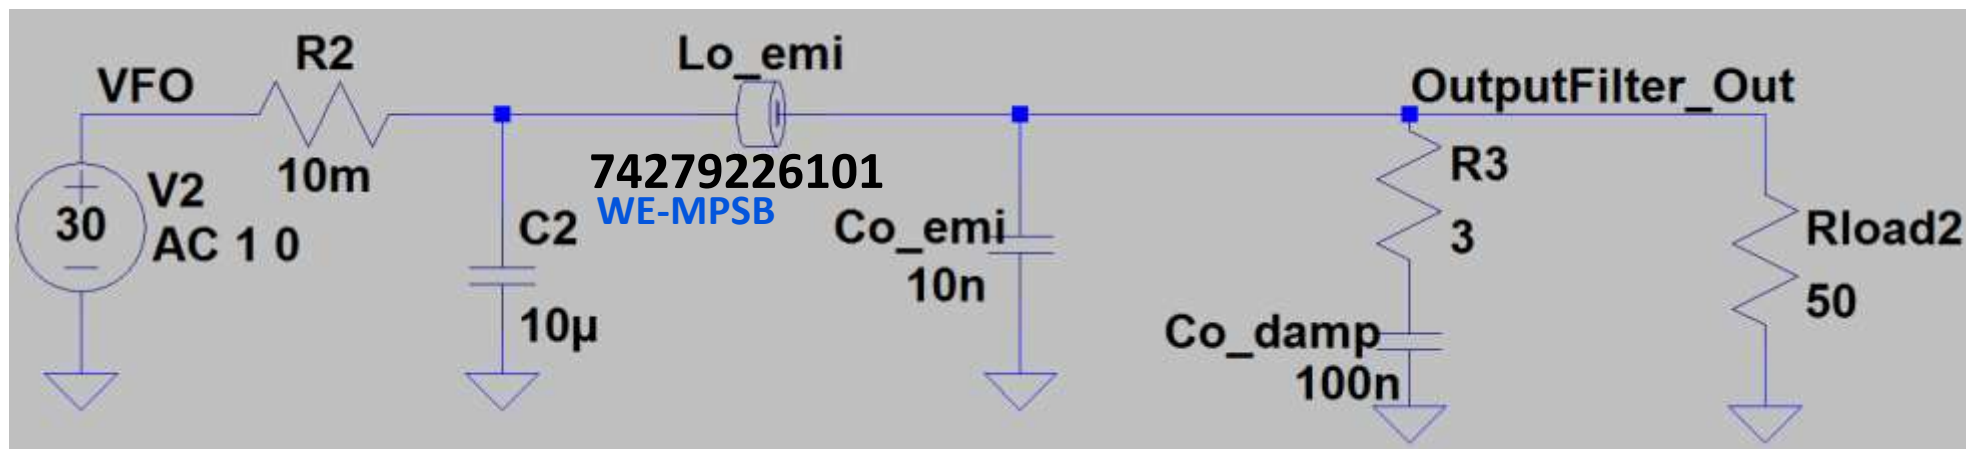 VFO
R2
10m
V2
30
AC 1 0
C2
10µ
Lo_emi
74279226101
WE-MPSB
Co_emi
10n
OutputFilter_Out
R3
3
Co_damp
100n
Rload2
50